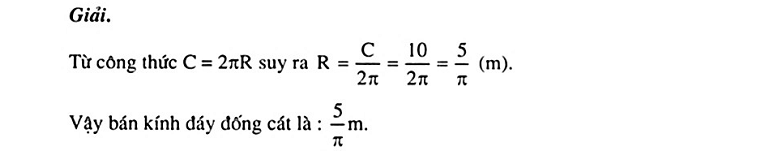 Giải.
Từ công thức C = 2πR suy ra R = C/2π = 10/2π = 5/π (m).
Vậy bán kính đáy đống cát là : 5/π m.